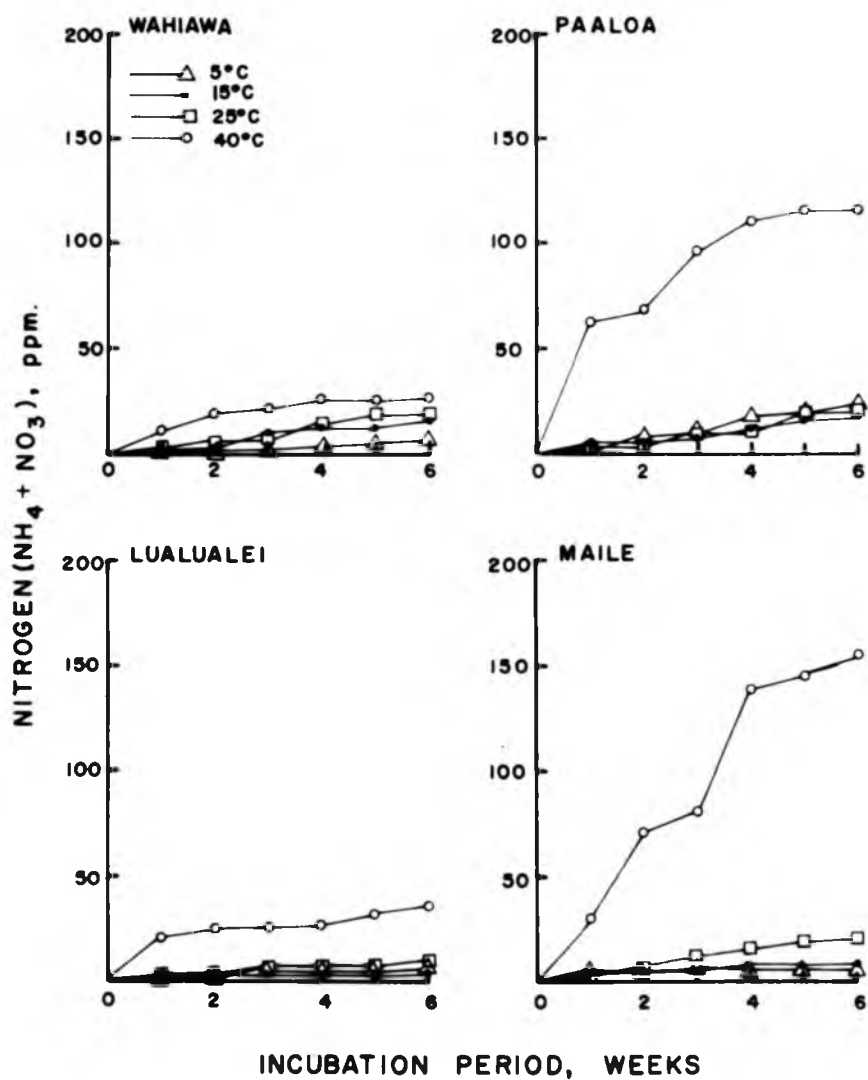 WAHIAWA
5°C
15°C
25°C
40°C
200
150
100
50
0 2 4 6
PAALOA
200
150
100
50
0 2 4 6
LUALUALEI
200
150
100
50
0 2 4 6
MAILE
200
150
100
50
0 2 4 6
NITROGEN (NH4 + NO3), ppm.
INCUBATION PERIOD, WEEKS